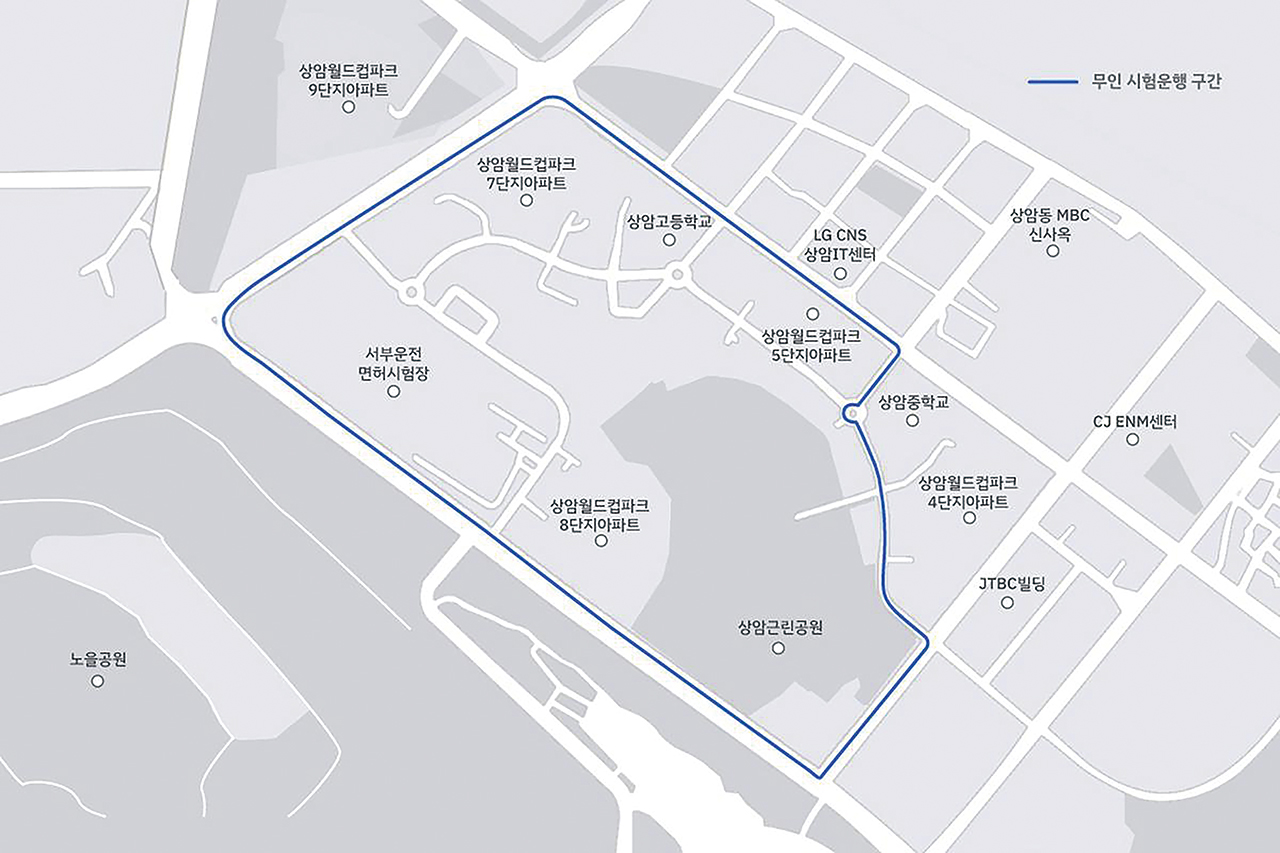 상암월드컵파크
9단지아파트
무인 시험운행 구간
상암월드컵파크
7단지아파트
상암고등학교
상암동 MBC
신사옥
LG CNS
상암IT센터
상암월드컵파크
5단지아파트
서부운전
면허시험장
상암중학교
CJ ENM센터
상암월드컵파크
4단지아파트
상암월드컵파크
8단지아파트
JTBC빌딩
상암근린공원
노을공원